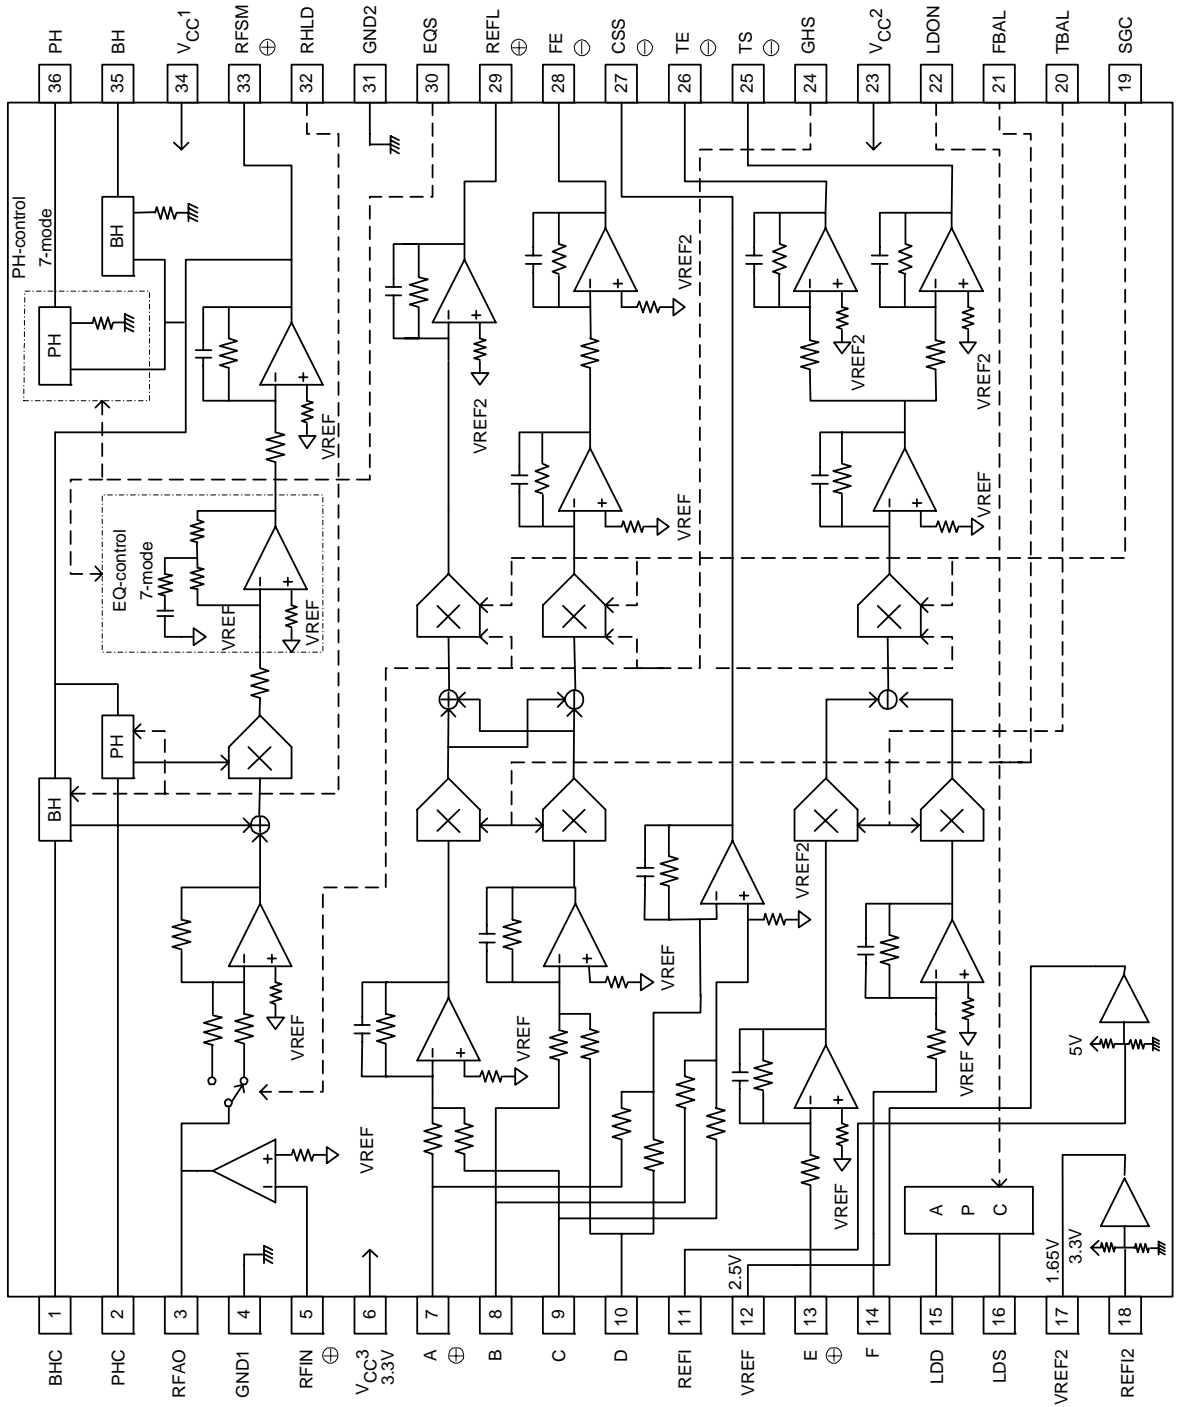 PH
BH
VCC1
RFSM
RHLD
GND2
EQS
REFL
FE
CSS
TE
TS
GHS
VCC2
LDON
FBAL
TBAL
SGC
36
35
34
33
32
31
30
29
28
27
26
25
24
23
22
21
20
19
PH-control
7-mode
PH
BH
VREF
EQ-control
7-mode
VREF
VREF
VREF2
VREF2
VREF
VREF2
VREF2
VREF
BH
PH
VREF
VREF
VREF
VREF
VREF
VREF2
VREF
VREF
5V
A
P
C
2.5V
1.65V
3.3V
1
2
3
4
5
6
7
8
9
10
11
12
13
14
15
16
17
18
BHC
PHC
RFAO
GND1
RFIN
VCC3
3.3V
A
B
C
D
REFI
VREF
E
F
LDD
LDS
VREF2
REFI2